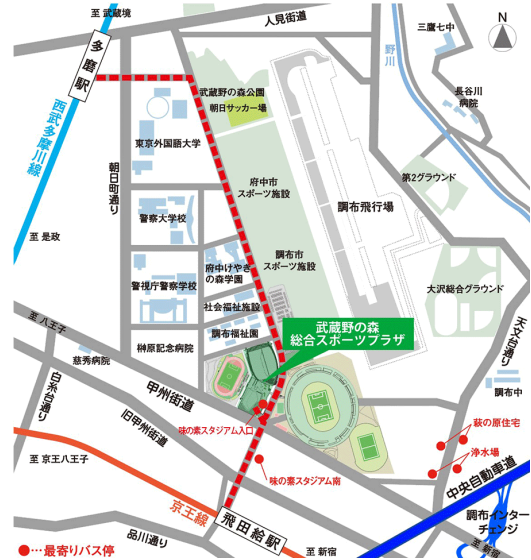 至 武蔵境
人見街道
N
三鷹七中
多磨駅
野川
武蔵野の森公園
朝日サッカー場
長谷川
病院
西武多摩川線
東京外国語大学
朝日町通り
府中市
スポーツ施設
調布飛行場
第2グラウンド
警察大学校
至 是政
府中けやき
の森学園
調布市
スポーツ施設
警視庁警察学校
社会福祉施設
大沢総合グラウンド
至 八王子
調布福祉園
武蔵野の森
総合スポーツプラザ
天文台通り
慈秀病院
榊原記念病院
白糸台通り
甲州街道
調布中
旧甲州街道
味の素スタジアム入口
萩の原住宅
浄水場
至 京王八王子
味の素スタジアム南
中央自動車道
京王線
飛田給駅
調布インター
チェンジ
品川通り
至 新宿
至 新宿
●…最寄りバス停